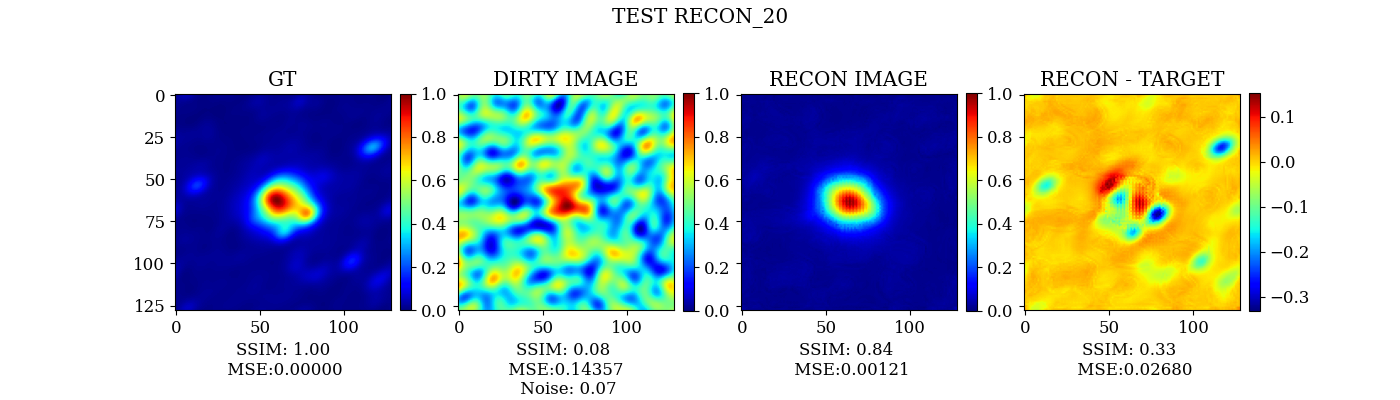 TEST RECON_20
GT
DIRTY IMAGE
RECON IMAGE
RECON - TARGET
0
25
50
75
100
125
0 50 100
1.0
0.8
0.6
0.4
0.2
0.0
0 50 100
1.0
0.8
0.6
0.4
0.2
0.0
0 50 100
1.0
0.8
0.6
0.4
0.2
0.0
0 50 100
0.1
0.0
−0.1
−0.2
−0.3
SSIM: 1.00
MSE:0.00000
SSIM: 0.08
MSE:0.14357
Noise: 0.07
SSIM: 0.84
MSE:0.00121
SSIM: 0.33
MSE:0.02680